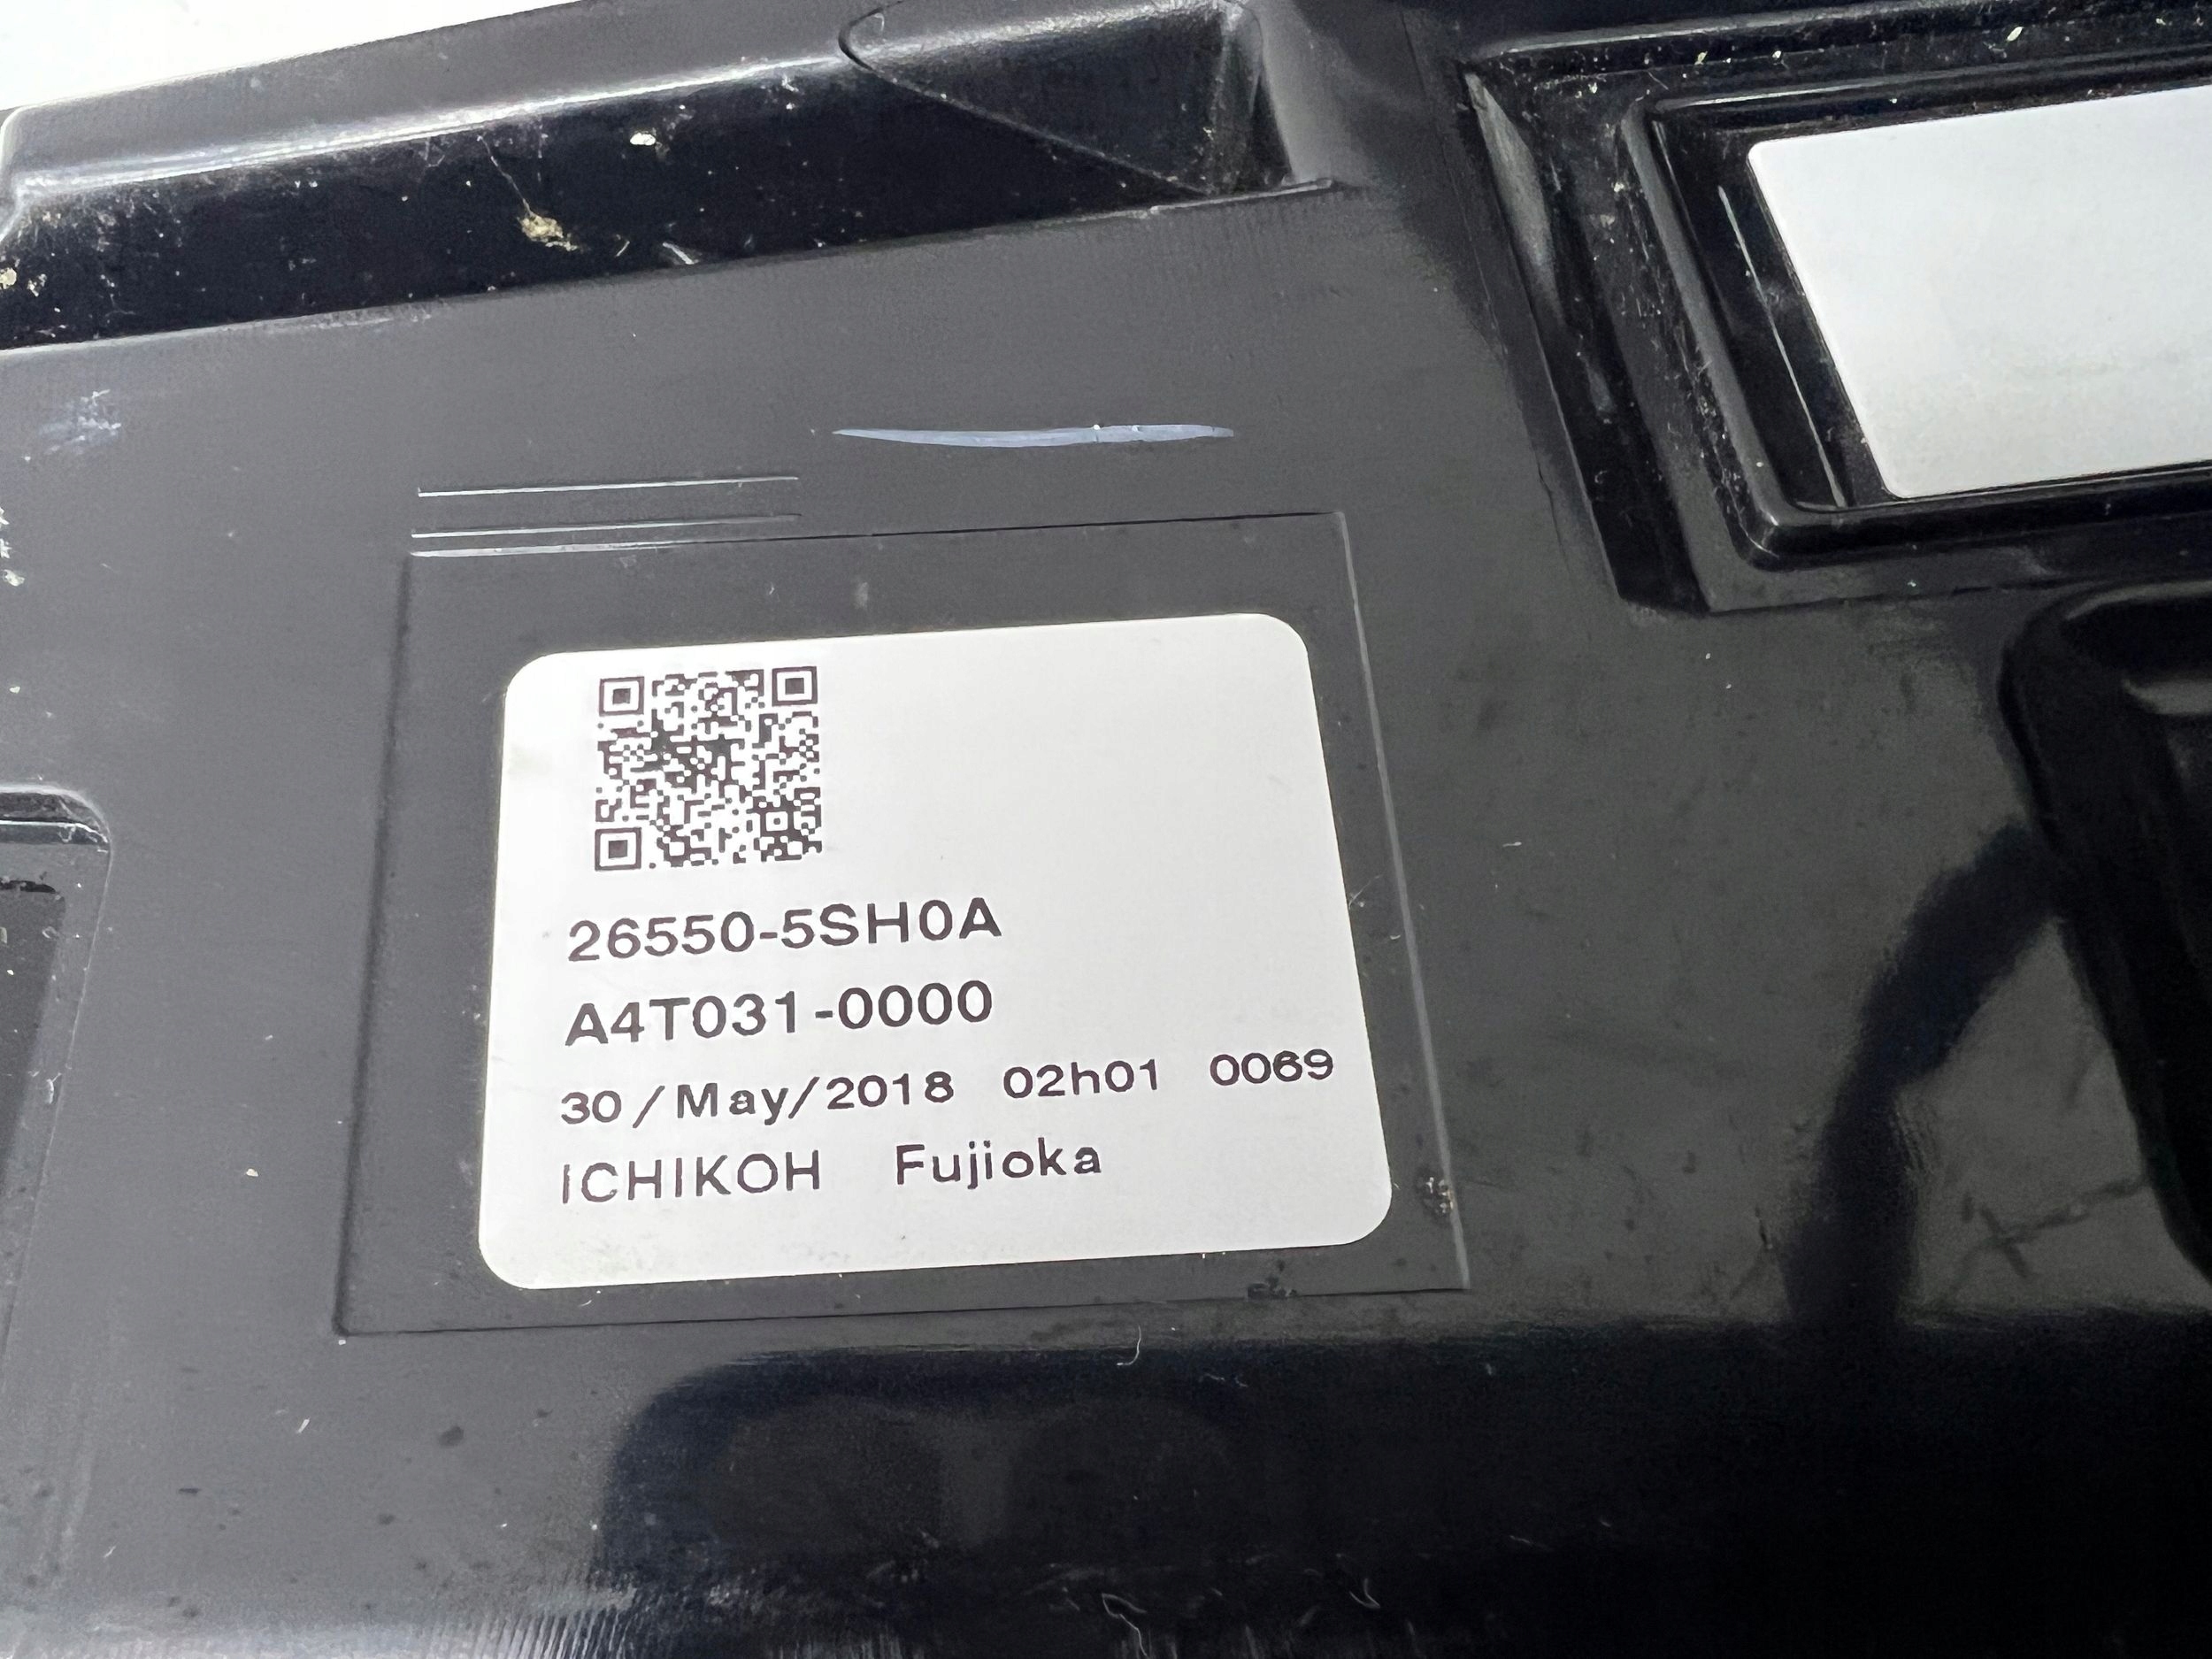 26550-5SH0A
A4T031-0000
30/May/2018 02h01 0069
ICHIKOH Fujioka